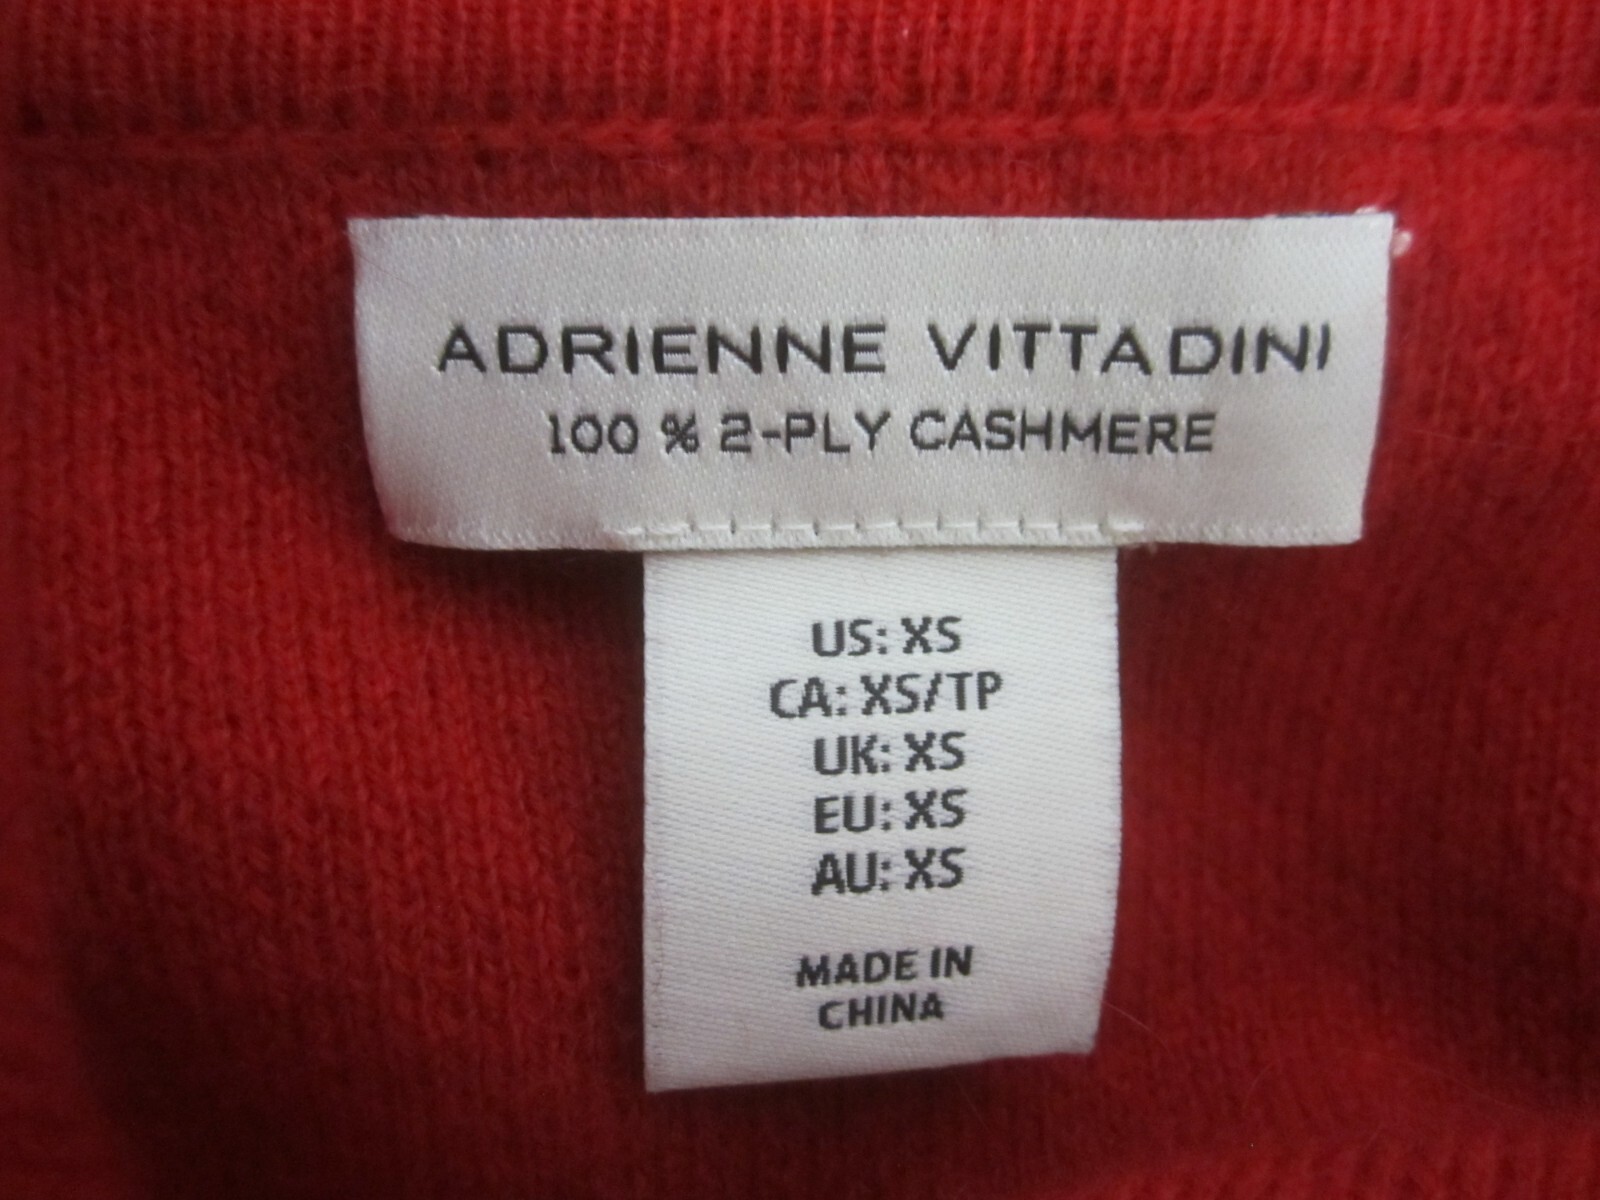 ADRIENNE VITTADINI
100 % 2-PLY CASHMERE
US: XS
CA: XS/TP
UK: XS
EU: XS
AU: XS
MADE IN
CHINA